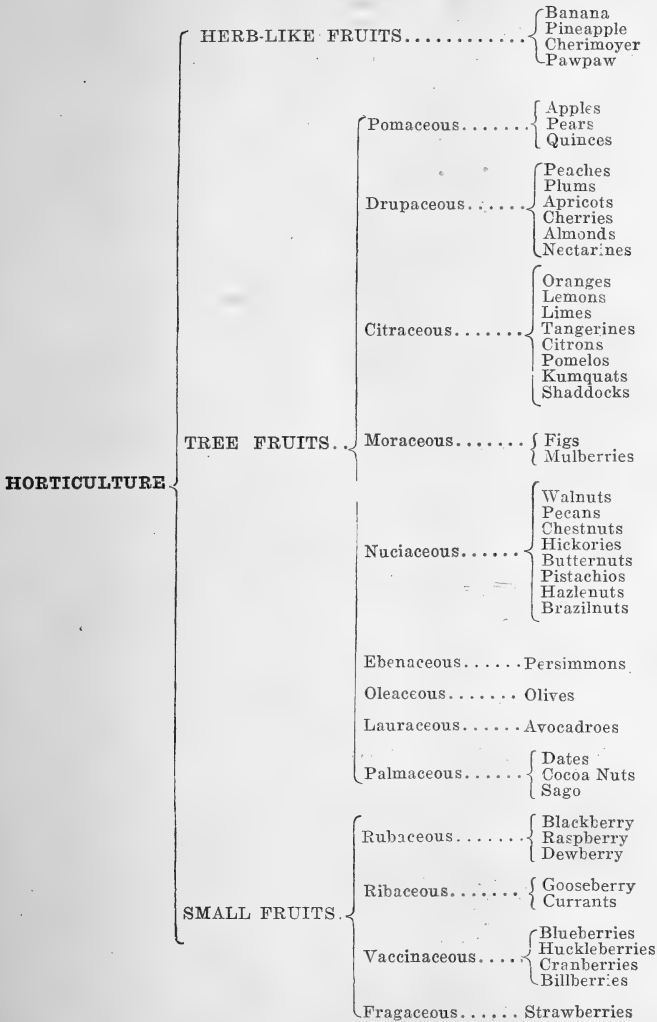 Banana
HERB-LIKE FRUITS............ Pineapple
Cherimoyer
Pawpaw
Apples
Pomaceous....... Pears
Quinces
Peaches
Plums
Drupaceous...... Apricots
Cherries
Almonds
Nectarines
Oranges
Lemons
Limes
Citraceous....... Tangerines
Citrons
Pomelos
Kumquats
Shaddocks
TREE FRUITS.. Moraceous....... Figs
Mulberries
HORTICULTURE
Walnuts
Pecans
Chestnuts
Nuciaceous...... Hickories
Butternuts
Pistachios
Hazlenuts
Brazilnuts
Ebenaceous......Persimmons
Oleaceous....... Olives
Lauraceous......Avocadroes
Dates
Palmaceous...... Cocoa Nuts
Sago
Blackberry
Rubaceous....... Raspberry
Dewberry
Ribaceous....... Gooseberry
Currants
SMALL FRUITS.
Blueberries
Vaccinaceous.... Huckleberries
Cranberries
Billberries
Fragaceous...... Strawberries